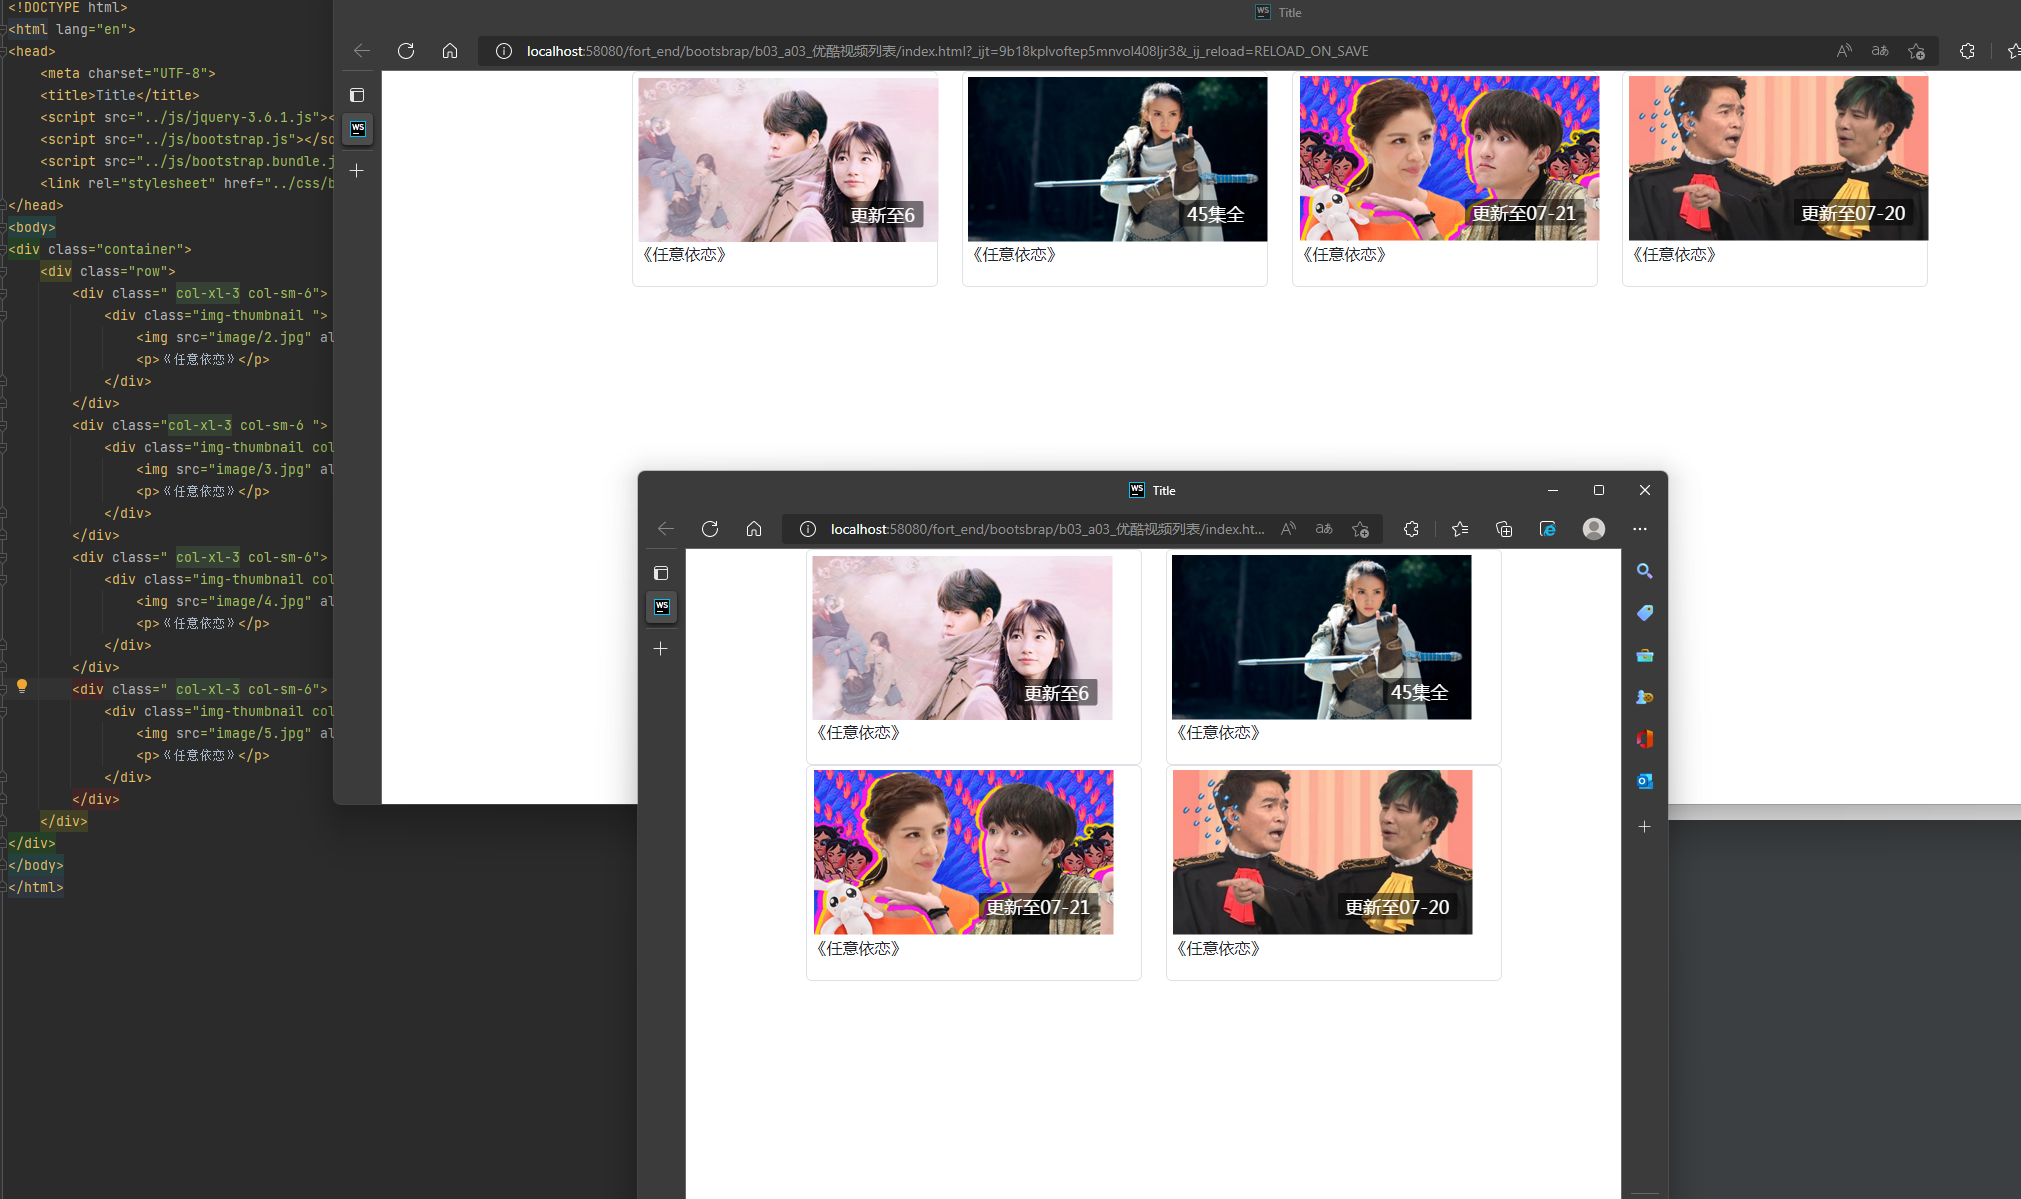 <!DOCTYPE html>
<html lang="en">
<head>
<meta charset="UTF-8">
<title>Title</title>
<script src="../js/jquery-3.6.1.js"><
<script src="../js/bootstrap.js"></sc
<script src="../js/bootstrap.bundle.j
<link rel="stylesheet" href="../css/b
</head>
<body>
<div class="container">
<div class="row">
<div class=" col-xl-3 col-sm-6">
<div class="img-thumbnail ">
<img src="image/2.jpg" al
<p>《任意依恋》</p>
</div>
</div>
<div class="col-xl-3 col-sm-6 ">
<div class="img-thumbnail col
<img src="image/3.jpg" al
<p>《任意依恋》</p>
</div>
</div>
<div class=" col-xl-3 col-sm-6">
<div class="img-thumbnail col
<img src="image/4.jpg" al
<p>《任意依恋》</p>
</div>
</div>
<div class=" col-xl-3 col-sm-6">
<div class="img-thumbnail col
<img src="image/5.jpg" al
<p>《任意依恋》</p>
</div>
</div>
</div>
</div>
</body>
</html>
WS Title
localhost:58080/fort_end/bootsbrap/b03_a03_优酷视频列表/index.html?_ijt=9b18kplvoftep5mnvol408ljr3&_ij_reload=RELOAD_ON_SAVE
A aあ
WS
更新至6
45集全
更新至07-21
更新至07-20
《任意依恋》
《任意依恋》
《任意依恋》
《任意依恋》
WS Title
localhost:58080/fort_end/bootsbrap/b03_a03_优酷视频列表/index.ht...
A aあ
WS
更新至6
45集全
《任意依恋》
《任意依恋》
更新至07-21
更新至07-20
《任意依恋》
《任意依恋》